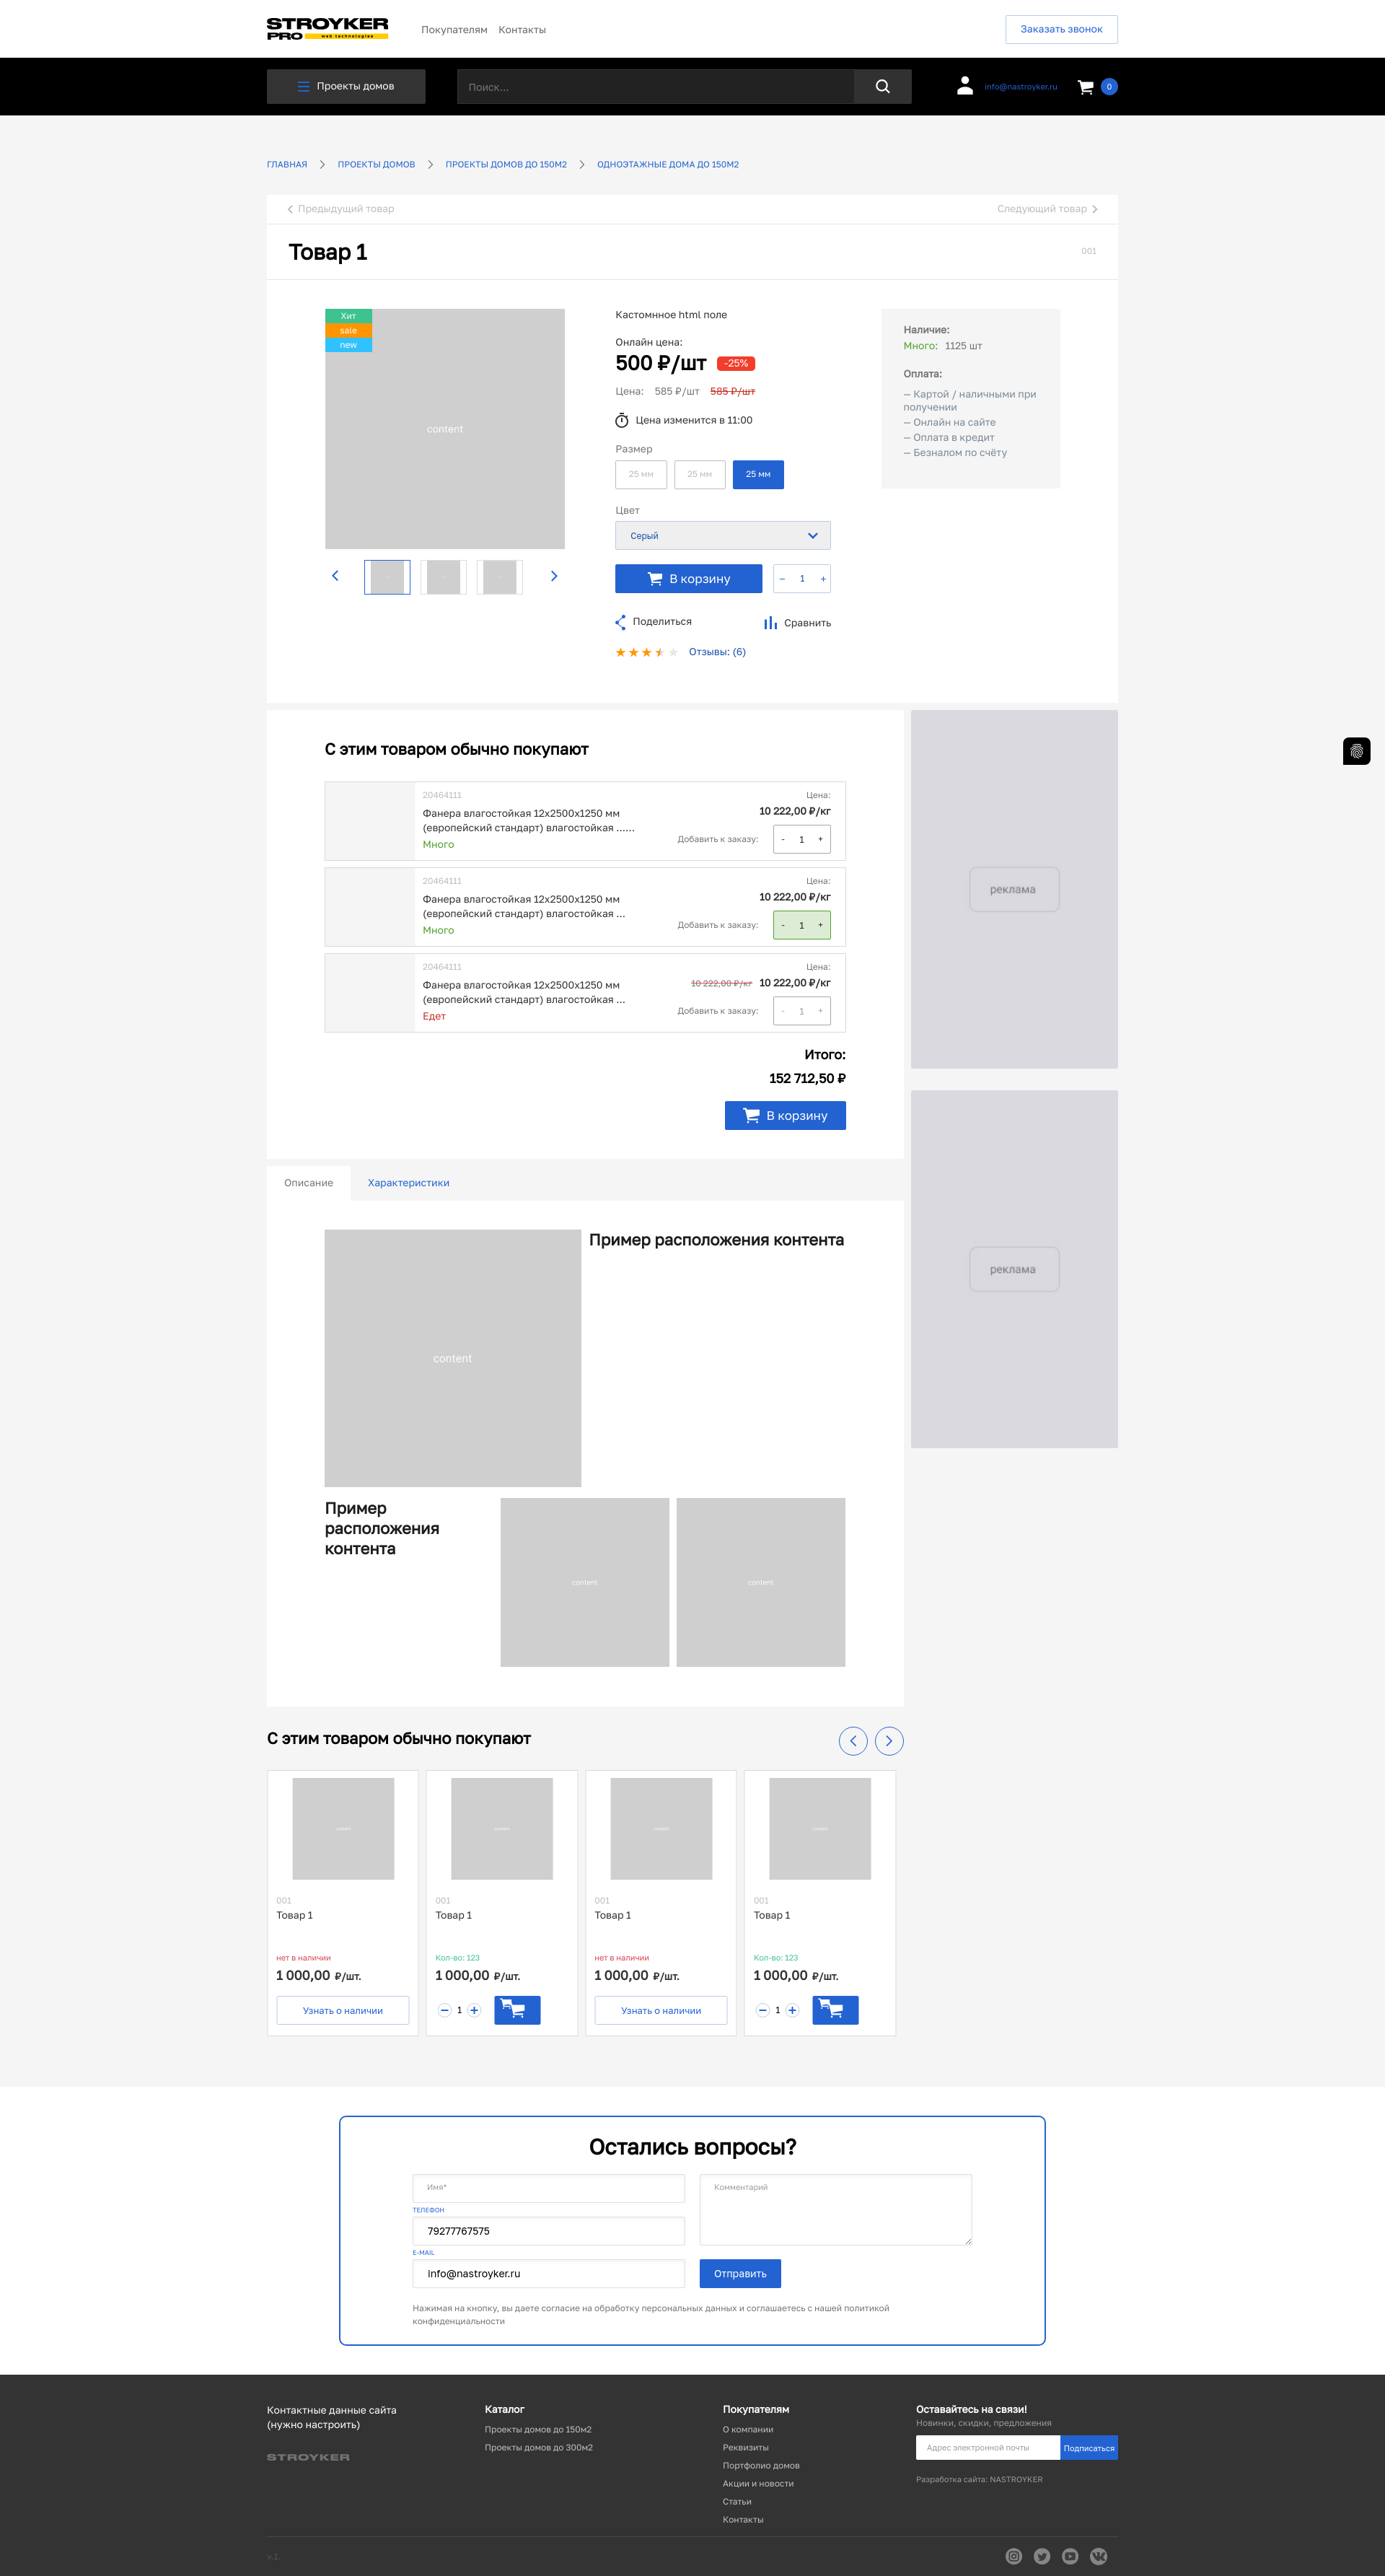 STROYKER
PRO web technologies
Покупателям Контакты
Заказать звонок
Проекты домов
Поиск...
info@nastroyker.ru
0
ГЛАВНАЯ ПРОЕКТЫ ДОМОВ ПРОЕКТЫ ДОМОВ ДО 150М2 ОДНОЭТАЖНЫЕ ДОМА ДО 150М2
Предыдущий товар
Следующий товар
Товар 1
001
Хит
sale
new
content
Кастомнное html поле
Онлайн цена:
500 ₽/шт -25%
Цена: 585 ₽/шт 585 ₽/шт
Цена изменится в 11:00
Размер
25 мм 25 мм 25 мм
Цвет
Серый
В корзину
– 1 +
Поделиться
Сравнить
Отзывы: (6)
Наличие:
Много: 1125 шт
Оплата:
— Картой / наличными при
получении
— Онлайн на сайте
— Оплата в кредит
— Безналом по счёту
С этим товаром обычно покупают
20464111
Цена:
Фанера влагостойкая 12х2500х1250 мм
(европейский стандарт) влагостойкая ......
10 222,00 ₽/кг
Много
Добавить к заказу:
- 1 +
20464111
Цена:
Фанера влагостойкая 12х2500х1250 мм
(европейский стандарт) влагостойкая ...
10 222,00 ₽/кг
Много
Добавить к заказу:
- 1 +
20464111
Цена:
Фанера влагостойкая 12х2500х1250 мм
(европейский стандарт) влагостойкая ...
10 222,00 ₽/кг 10 222,00 ₽/кг
Едет
Добавить к заказу:
- 1 +
Итого:
152 712,50 ₽
В корзину
реклама
реклама
Описание Характеристики
content
Пример расположения контента
Пример
расположения
контента
content
content
С этим товаром обычно покупают
content
001
Товар 1
нет в наличии
1 000,00 ₽/шт.
Узнать о наличии
content
001
Товар 1
Кол-во: 123
1 000,00 ₽/шт.
1
content
001
Товар 1
нет в наличии
1 000,00 ₽/шт.
Узнать о наличии
content
001
Товар 1
Кол-во: 123
1 000,00 ₽/шт.
1
Остались вопросы?
Имя*
ТЕЛЕФОН
79277767575
E-MAIL
info@nastroyker.ru
Комментарий
Отправить
Нажимая на кнопку, вы даете согласие на обработку персональных данных и соглашаетесь с нашей политикой
конфиденциальности
Контактные данные сайта
(нужно настроить)
STROYKER
Каталог
Проекты домов до 150м2
Проекты домов до 300м2
Покупателям
О компании
Реквизиты
Портфолио домов
Акции и новости
Статьи
Контакты
Оставайтесь на связи!
Новинки, скидки, предложения
Адрес электронной почты
Подписаться
Разработка сайта: NASTROYKER